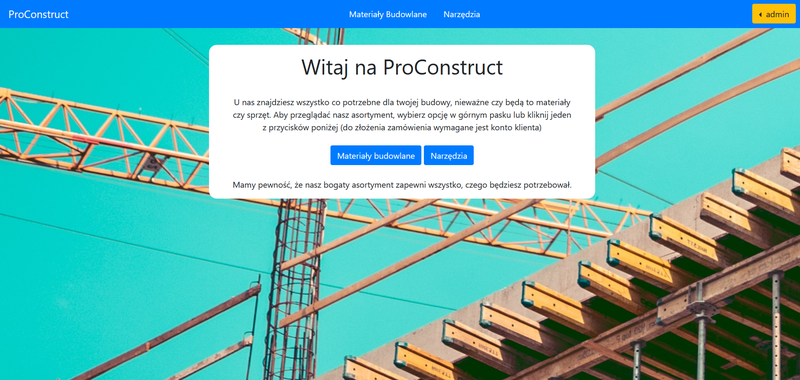 ProConstruct
Materiały Budowlane
Narzędzia
admin
Witaj na ProConstruct
U nas znajdziesz wszystko co potrzebne dla twojej budowy, nieważne czy będą to materiały
czy sprzęt. Aby przeglądać nasz asortyment, wybierz opcję w górnym pasku lub kliknij jeden
z przycisków poniżej (do złożenia zamówienia wymagane jest konto klienta)
Materiały budowlane
Narzędzia
Mamy pewność, że nasz bogaty asortyment zapewni wszystko, czego będziesz potrzebował.